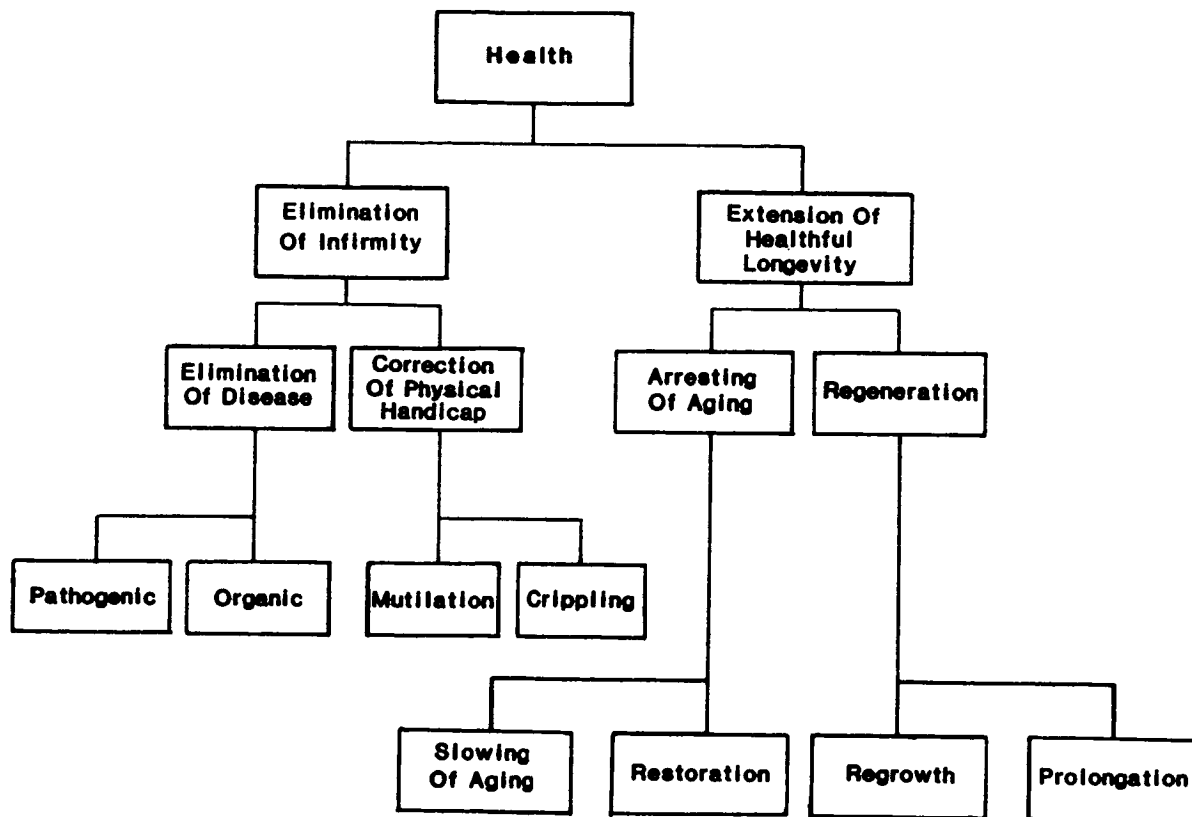 Health
Elimination
Of Infirmity
Extension Of
Healthful
Longevity
Elimination
Of Disease
Correction
Of Physical
Handicap
Arresting
Of Aging
Regeneration
Pathogenic
Organic
Mutilation
Crippling
Slowing
Of Aging
Restoration
Regrowth
Prolongation